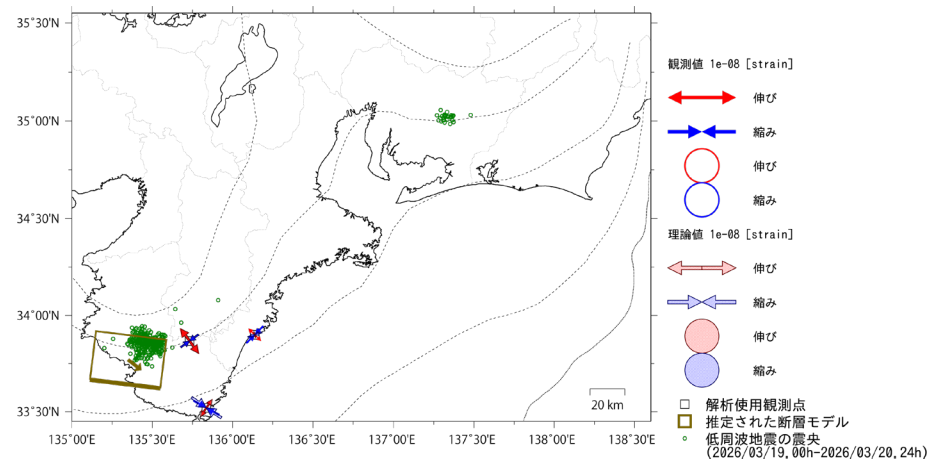 35°30'N
35°00'N
34°30'N
34°00'N
33°30'N
135°00'E
135°30'E
136°00'E
136°30'E
137°00'E
137°30'E
138°00'E
138°30'E
20 km
観測値 1e-08 [strain]
伸び
縮み
伸び
縮み
理論値 1e-08 [strain]
伸び
縮み
伸び
縮み
解析使用観測点
推定された断層モデル
低周波地震の震央
(2026/03/19,00h-2026/03/20,24h)